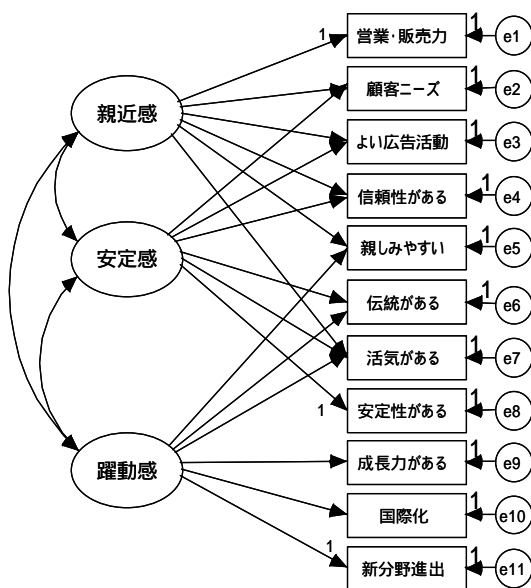 1
営業・販売力
1
e1
親近感
顧客ニーズ
1
e2
よい広告活動
1
e3
信頼性がある
1
e4
安定感
親しみやすい
1
e5
伝統がある
1
e6
活気がある
1
e7
1
安定性がある
1
e8
躍動感
成長力がある
1
e9
国際化
1
e10
1
新分野進出
1
e11